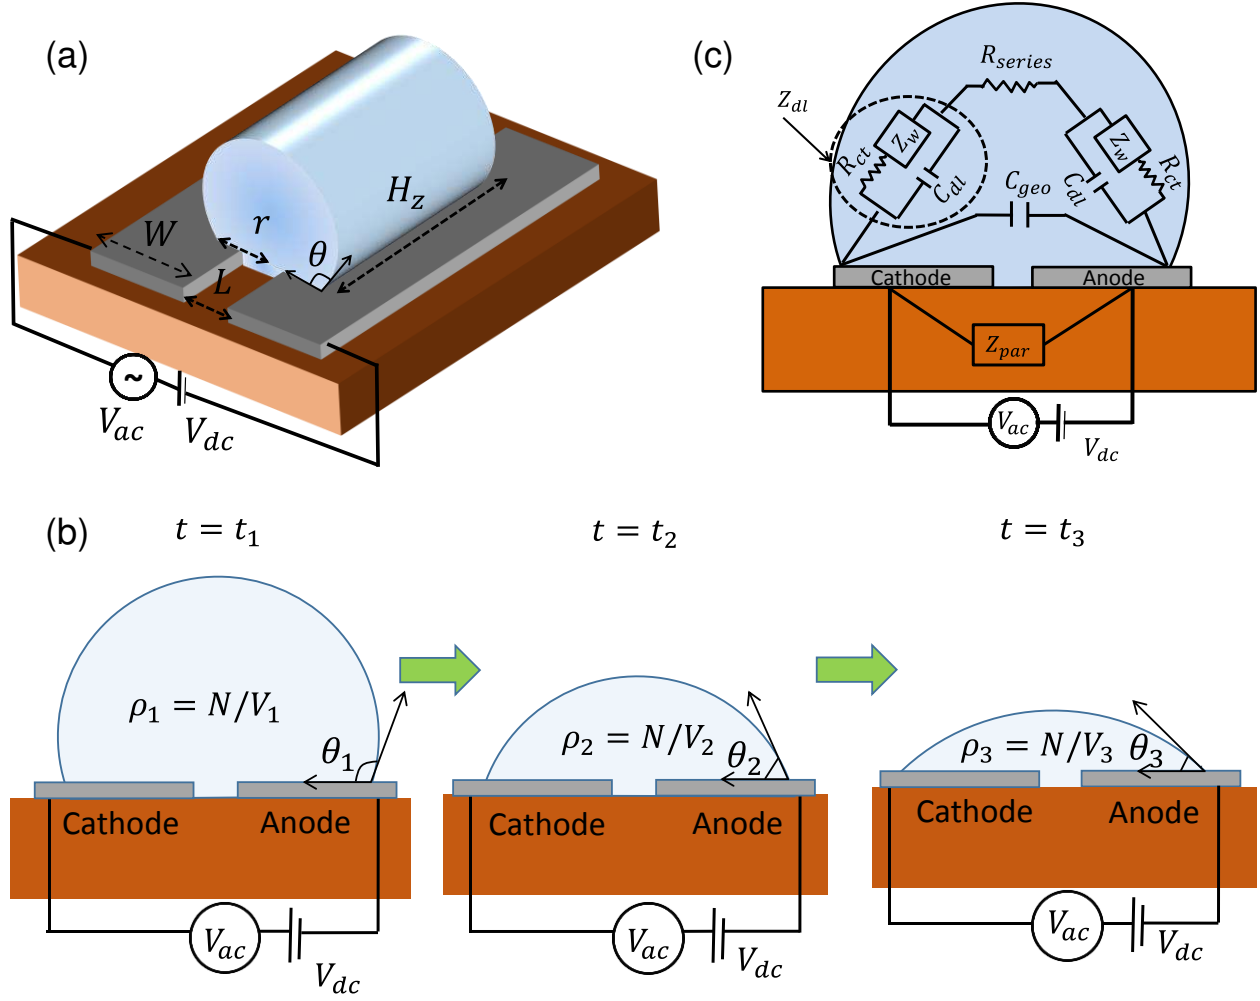 (a)
W
r
H_z
θ
L
~
V_ac
V_dc
(c)
R_series
Z_dl
R_ct
Z_w
C_dl
C_geo
C_dl
Z_w
R_ct
Cathode
Anode
Z_par
V_ac
V_dc
(b)
t = t_1
t = t_2
t = t_3
ρ_1 = N/V_1
θ_1
ρ_2 = N/V_2
θ_2
ρ_3 = N/V_3
θ_3
Cathode
Anode
Cathode
Anode
Cathode
Anode
V_ac
V_dc
V_ac
V_dc
V_ac
V_dc